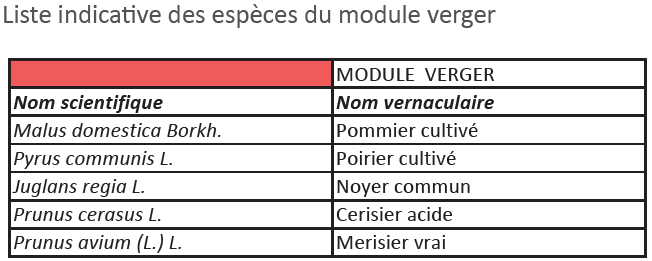 Liste indicative des espèces du module verger
MODULE VERGER
Nom scientifique Nom vernaculaire
Malus domestica Borkh. Pommier cultivé
Pyrus communis L. Poirier cultivé
Juglans regia L. Noyer commun
Prunus cerasus L. Cerisier acide
Prunus avium (L.) L. Merisier vrai